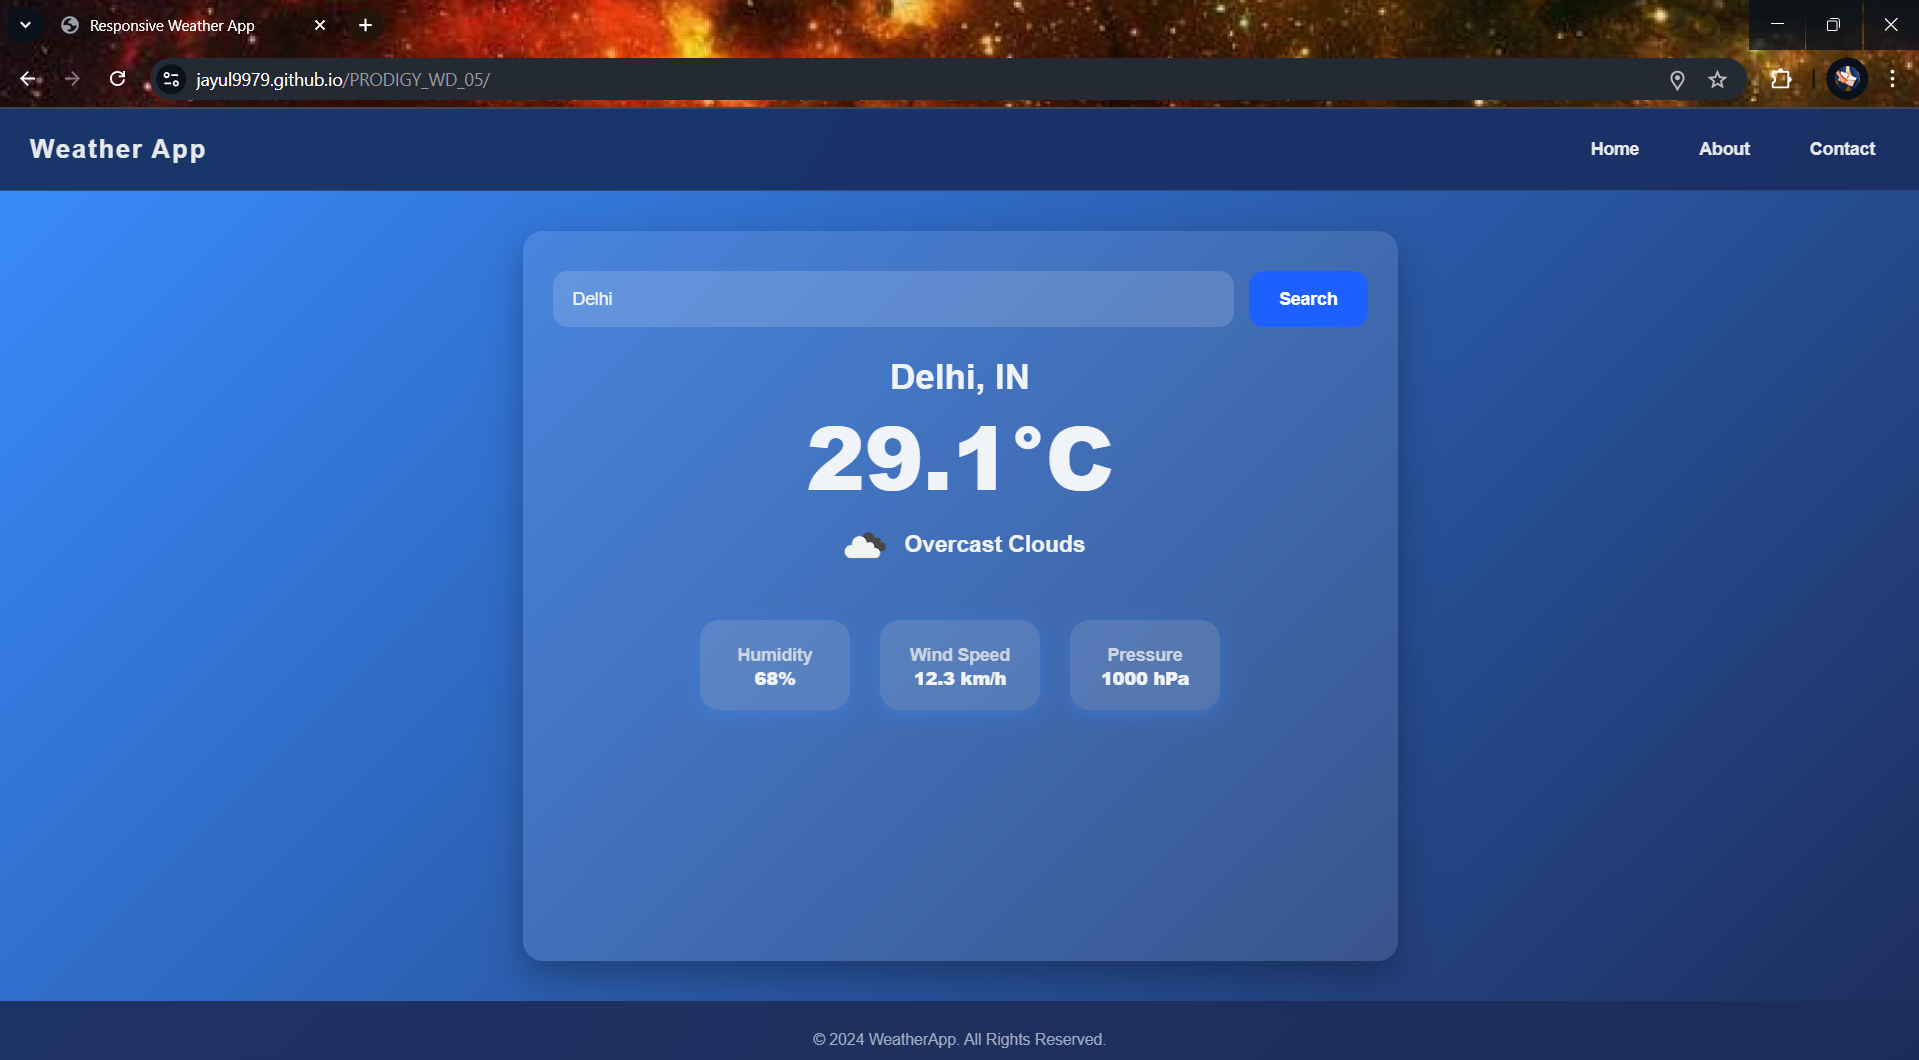 Responsive Weather App
jayul9979.github.io/PRODIGY_WD_05/
Weather App
Home About Contact
Delhi
Search
Delhi, IN
29.1°C
Overcast Clouds
Humidity
68%
Wind Speed
12.3 km/h
Pressure
1000 hPa
© 2024 WeatherApp. All Rights Reserved.